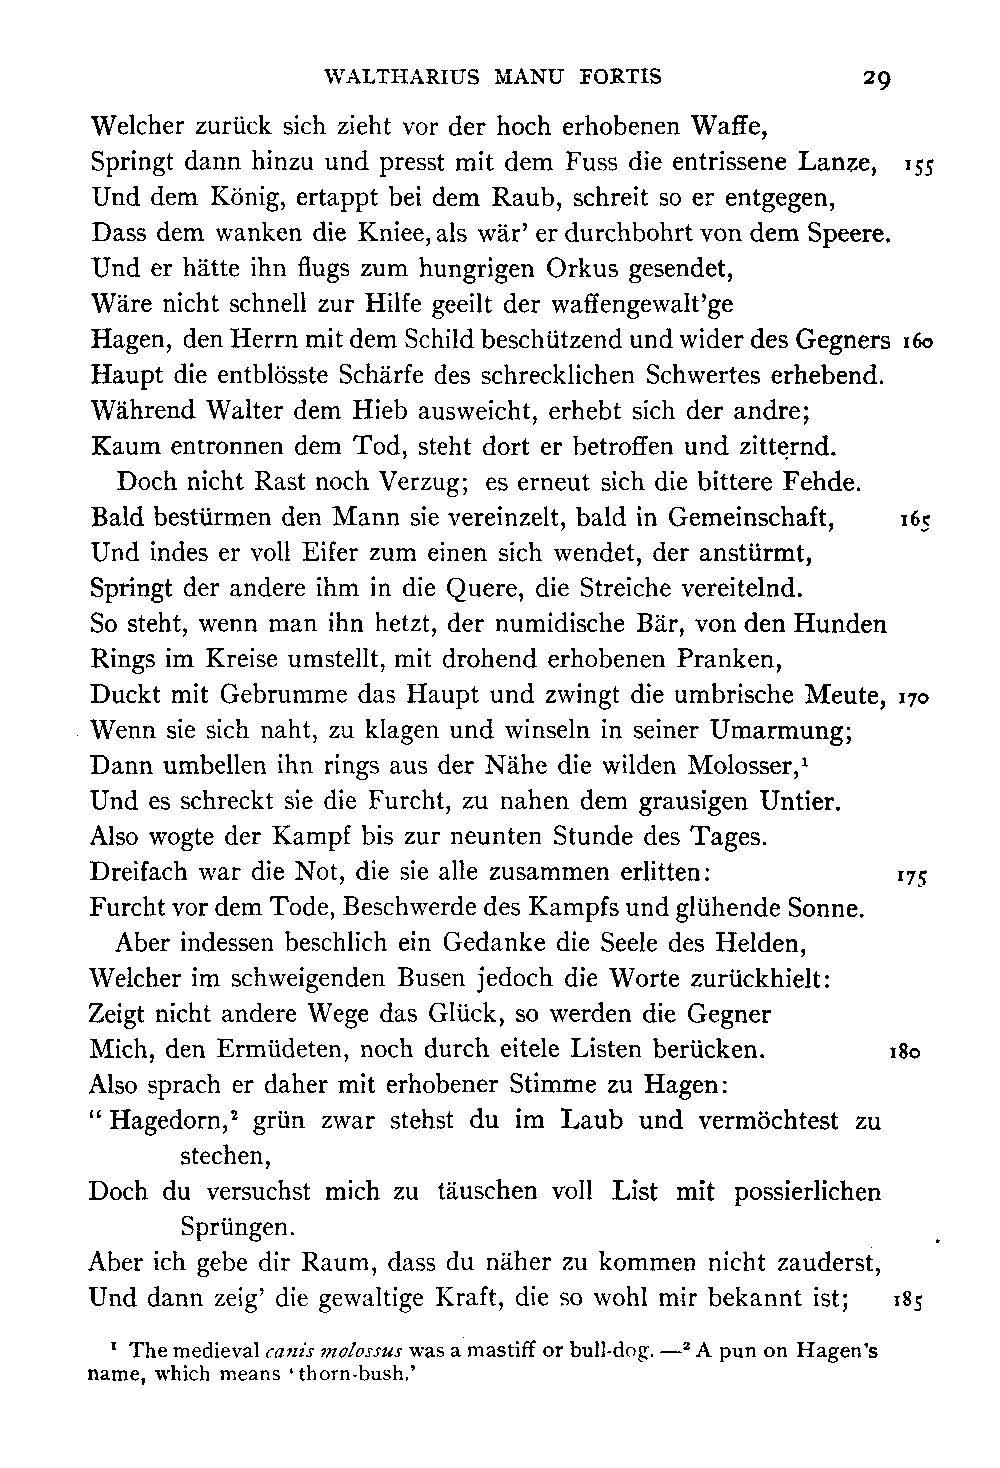 WALTHARIUS MANU FORTIS 29
Welcher zurück sich zieht vor der hoch erhobenen Waffe,
Springt dann hinzu und presst mit dem Fuss die entrissene Lanze, 155
Und dem König, ertappt bei dem Raub, schreit so er entgegen,
Dass dem wanken die Kniee, als wär’ er durchbohrt von dem Speere.
Und er hätte ihn flugs zum hungrigen Orkus gesendet,
Wäre nicht schnell zur Hilfe geeilt der waffengewalt’ge
Hagen, den Herrn mit dem Schild beschützend und wider des Gegners 160
Haupt die entblösste Schärfe des schrecklichen Schwertes erhebend.
Während Walter dem Hieb ausweicht, erhebt sich der andre;
Kaum entronnen dem Tod, steht dort er betroffen und zitternd.
Doch nicht Rast noch Verzug; es erneut sich die bittere Fehde.
Bald bestürmen den Mann sie vereinzelt, bald in Gemeinschaft, 165
Und indes er voll Eifer zum einen sich wendet, der anstürmt,
Springt der andere ihm in die Quere, die Streiche vereitelnd.
So steht, wenn man ihn hetzt, der numidische Bär, von den Hunden
Rings im Kreise umstellt, mit drohend erhobenen Pranken,
Duckt mit Gebrumme das Haupt und zwingt die umbrische Meute, 170
Wenn sie sich naht, zu klagen und winseln in seiner Umarmung;
Dann umbellen ihn rings aus der Nähe die wilden Molosser,¹
Und es schreckt sie die Furcht, zu nahen dem grausigen Untier.
Also wogte der Kampf bis zur neunten Stunde des Tages.
Dreifach war die Not, die sie alle zusammen erlitten: 175
Furcht vor dem Tode, Beschwerde des Kampfs und glühende Sonne.
Aber indessen beschlich ein Gedanke die Seele des Helden,
Welcher im schweigenden Busen jedoch die Worte zurückhielt:
Zeigt nicht andere Wege das Glück, so werden die Gegner
Mich, den Ermüdeten, noch durch eitele Listen berücken. 180
Also sprach er daher mit erhobener Stimme zu Hagen:
“ Hagedorn,² grün zwar stehst du im Laub und vermöchtest zu
stechen,
Doch du versuchst mich zu täuschen voll List mit possierlichen
Sprüngen.
Aber ich gebe dir Raum, dass du näher zu kommen nicht zauderst,
Und dann zeig’ die gewaltige Kraft, die so wohl mir bekannt ist; 185
¹ The medieval canis molossus was a mastiff or bull-dog. —² A pun on Hagen’s
name, which means ‘thorn-bush.’